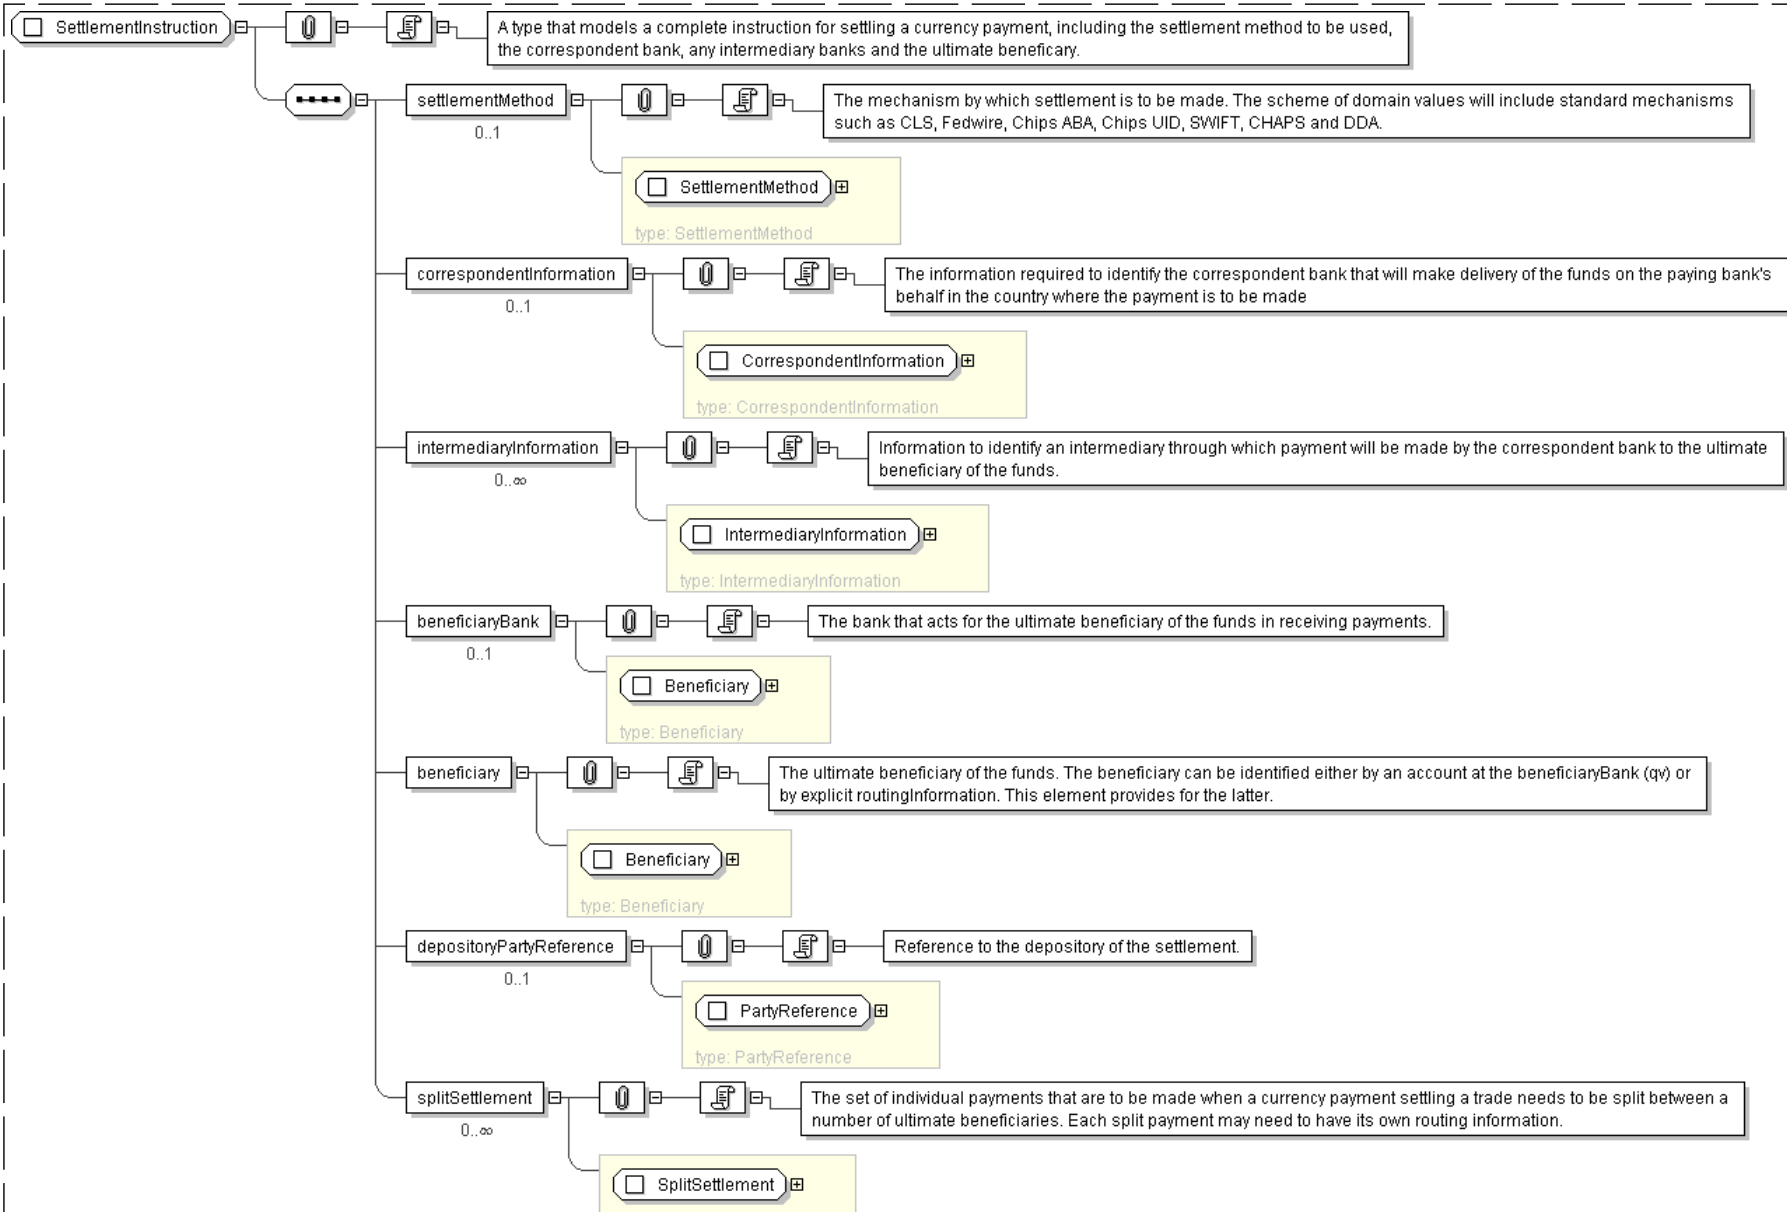 SettlementInstruction
A type that models a complete instruction for settling a currency payment, including the settlement method to be used,
the correspondent bank, any intermediary banks and the ultimate beneficary.
settlementMethod
The mechanism by which settlement is to be made. The scheme of domain values will include standard mechanisms
such as CLS, Fedwire, Chips ABA, Chips UID, SWIFT, CHAPS and DDA.
0..1
SettlementMethod
type: SettlementMethod
correspondentInformation
The information required to identify the correspondent bank that will make delivery of the funds on the paying bank's
behalf in the country where the payment is to be made
0..1
CorrespondentInformation
type: CorrespondentInformation
intermediaryInformation
Information to identify an intermediary through which payment will be made by the correspondent bank to the ultimate
beneficiary of the funds.
0..∞
IntermediaryInformation
type: IntermediaryInformation
beneficiaryBank
The bank that acts for the ultimate beneficiary of the funds in receiving payments.
0..1
Beneficiary
type: Beneficiary
beneficiary
The ultimate beneficiary of the funds. The beneficiary can be identified either by an account at the beneficiaryBank (qv) or
by explicit routingInformation. This element provides for the latter.
Beneficiary
type: Beneficiary
depositoryPartyReference
Reference to the depository of the settlement.
0..1
PartyReference
type: PartyReference
splitSettlement
The set of individual payments that are to be made when a currency payment settling a trade needs to be split between a
number of ultimate beneficiaries. Each split payment may need to have its own routing information.
0..∞
SplitSettlement